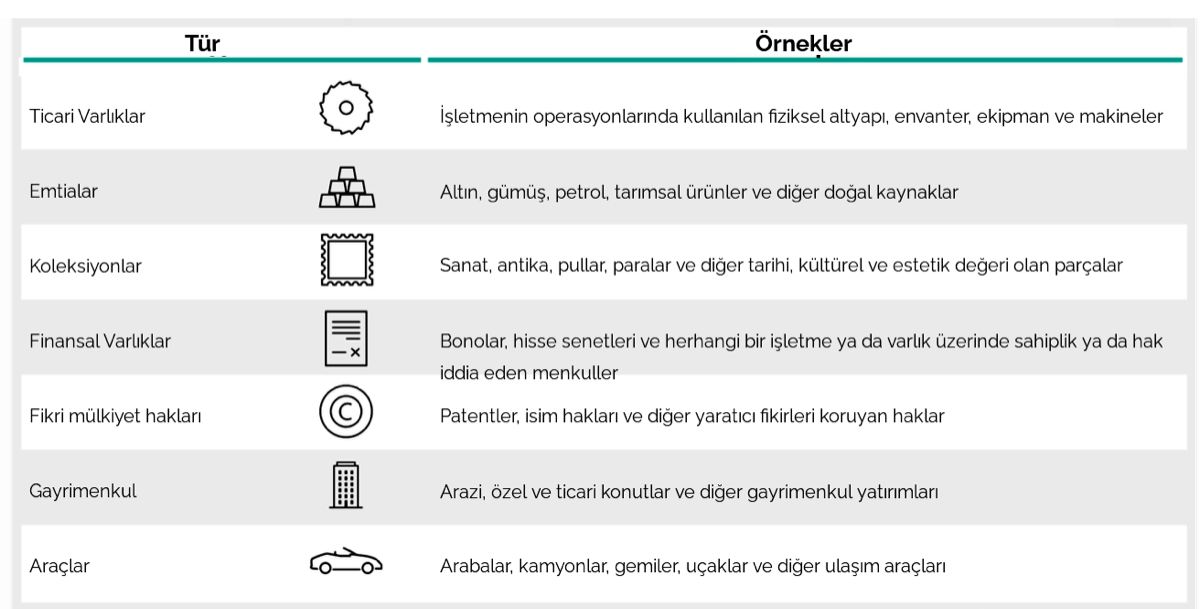 Tür
Örnekler
Ticari Varlıklar
İşletmenin operasyonlarında kullanılan fiziksel altyapı, envanter, ekipman ve makineler
Emtialar
Altın, gümüş, petrol, tarımsal ürünler ve diğer doğal kaynaklar
Koleksiyonlar
Sanat, antika, pullar, paralar ve diğer tarihi, kültürel ve estetik değeri olan parçalar
Finansal Varlıklar
Bonolar, hisse senetleri ve herhangi bir işletme ya da varlık üzerinde sahiplik ya da hak
iddia eden menkuller
Fikri mülkiyet hakları
C
Patentler, isim hakları ve diğer yaratıcı fikirleri koruyan haklar
Gayrimenkul
Arazi, özel ve ticari konutlar ve diğer gayrimenkul yatırımları
Araçlar
Arabalar, kamyonlar, gemiler, uçaklar ve diğer ulaşım araçları